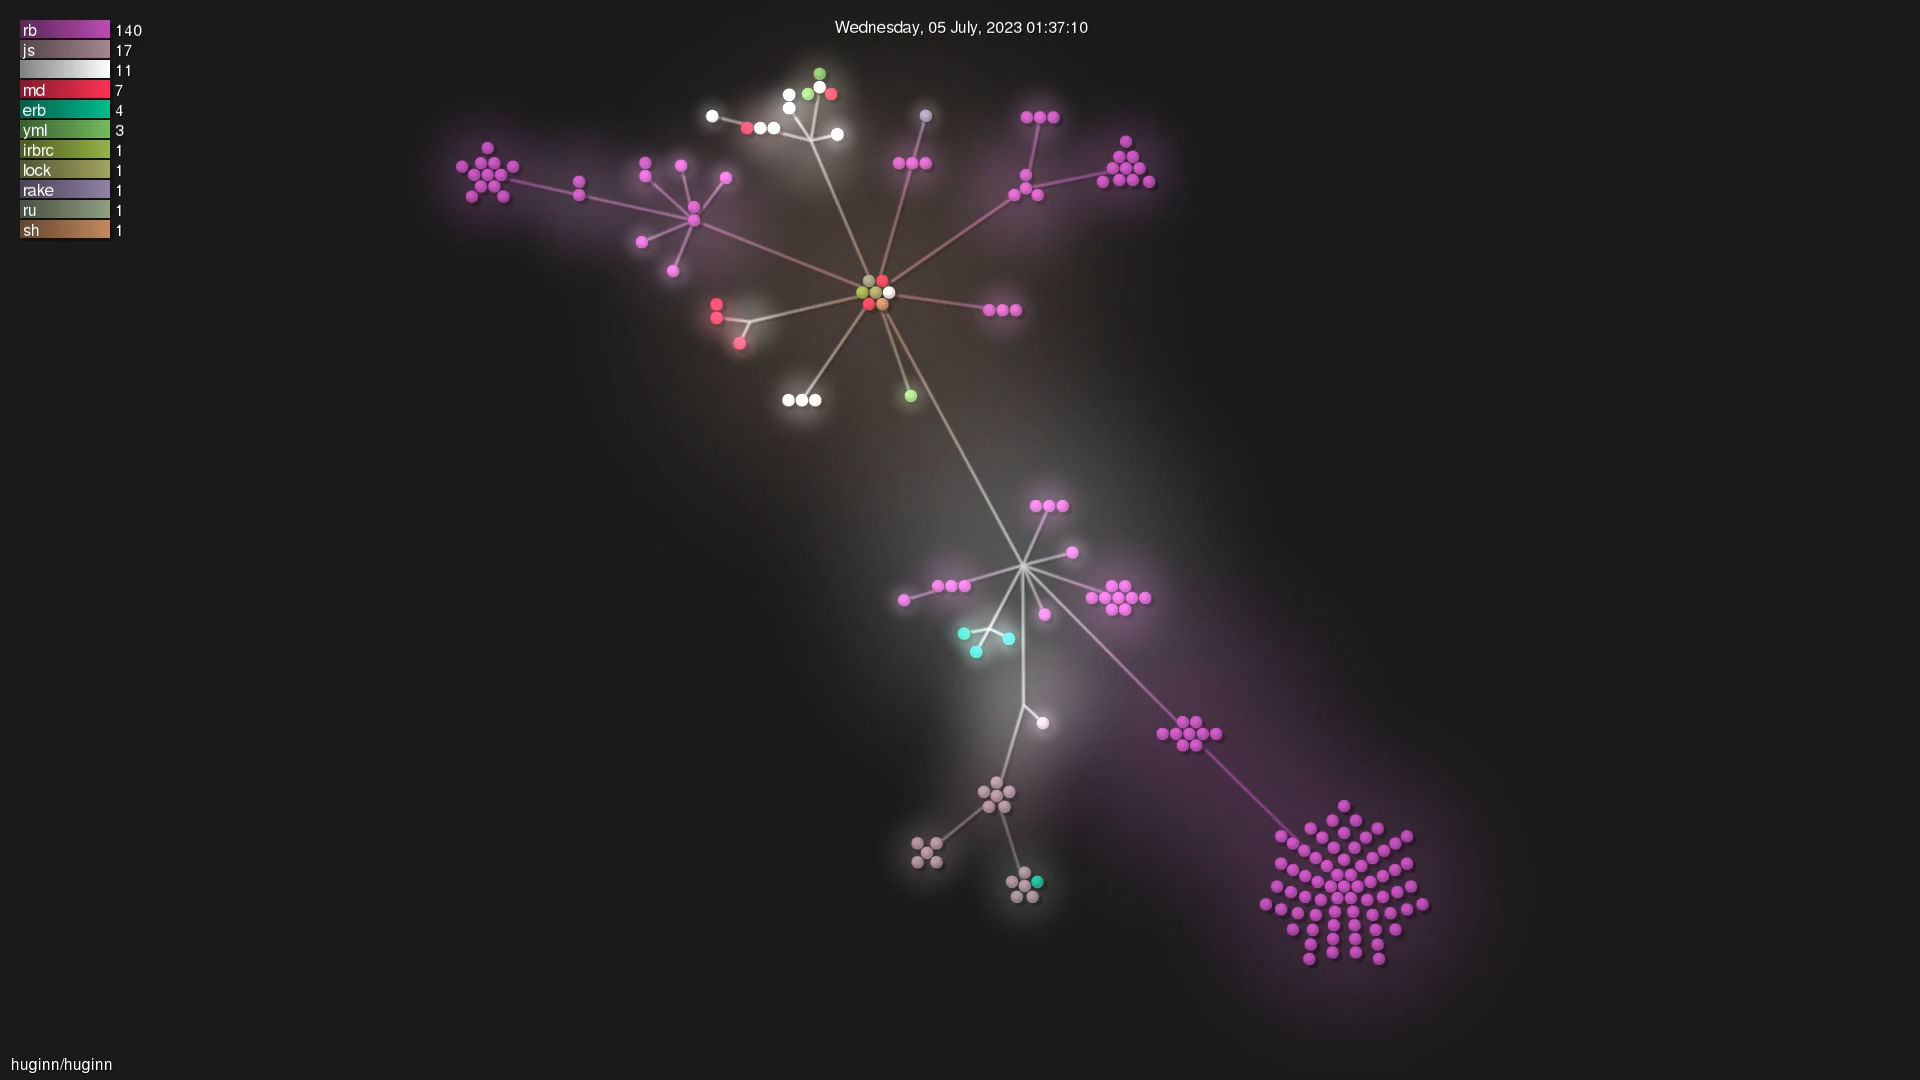 Wednesday, 05 July, 2023 01:37:10
rb 140
js 17
11
md 7
erb 4
yml 3
irbrc 1
lock 1
rake 1
ru 1
sh 1
huginn/huginn